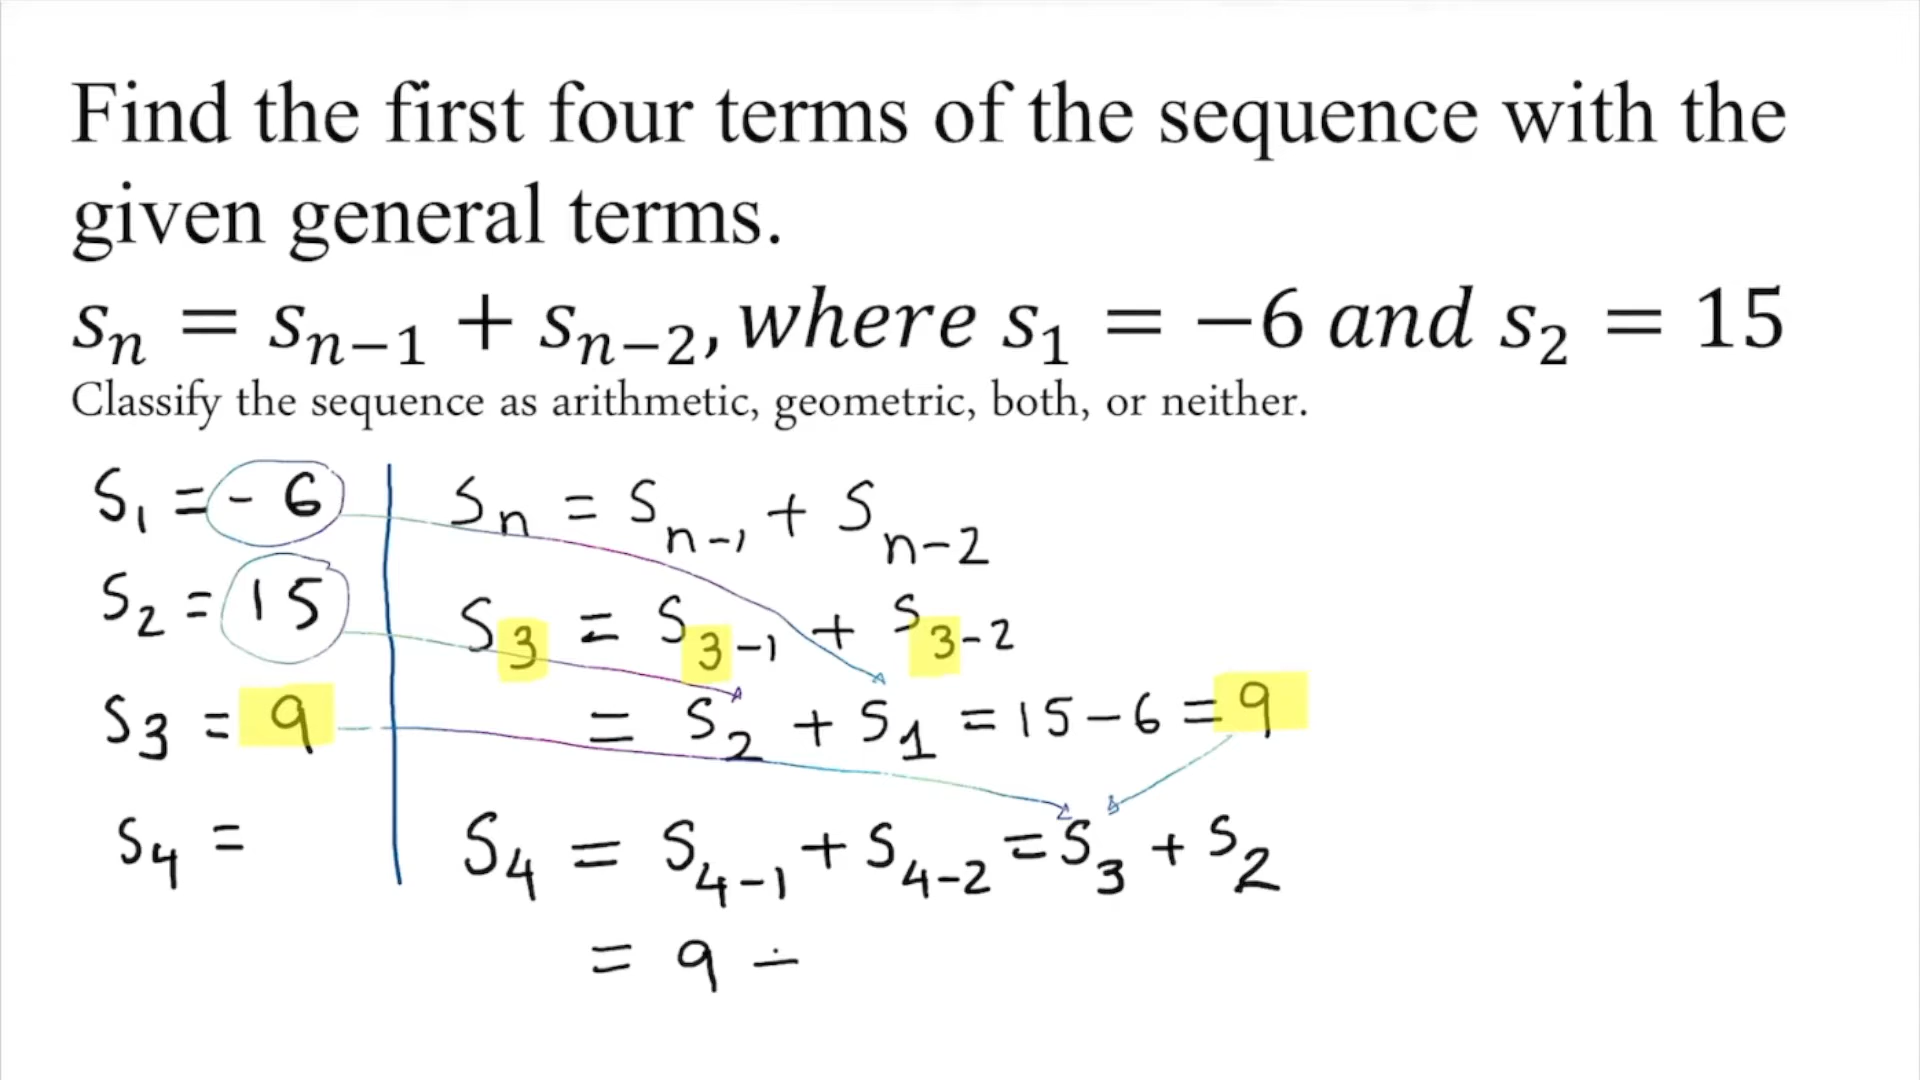 Find the first four terms of the sequence with the
given general terms.
sₙ = sₙ₋₁ + sₙ₋₂, where s₁ = −6 and s₂ = 15
Classify the sequence as arithmetic, geometric, both, or neither.
S₁ = -6
S₂ = 15
S₃ = 9
S₄ =
Sₙ = Sₙ₋₁ + Sₙ₋₂
S₃ = S₃₋₁ + S₃₋₂
= S₂ + S₁ = 15 - 6 = 9
S₄ = S₄₋₁ + S₄₋₂ = S₃ + S₂
= 9